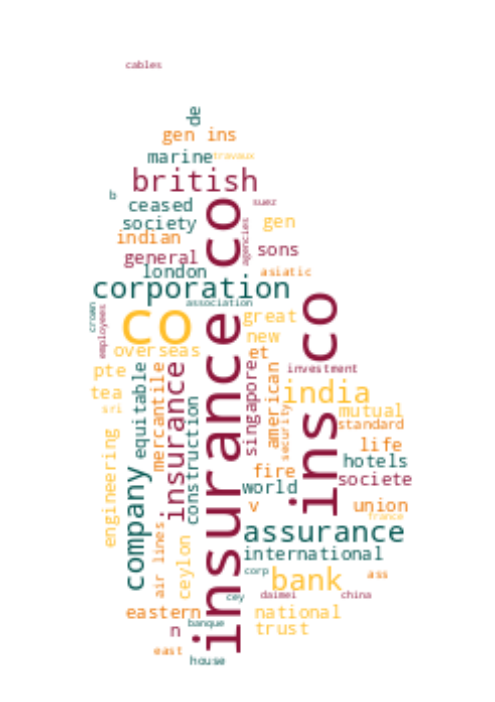 cables
de
gen ins
marine travaux
british
b
ceased
suez
society
gen
indian
co
agencies
general
sons
london
asiatic
corporation
association
crown
employees
co
great
ins co
overseas
new
et
pte
equitable
mercantile
insurance
insurance co
singapore
american
investment
tea
india
sri
construction
security
mutual
standard
engineering
life
company
fire
hotels
world
societe
v
union
france
air lines
ceylon
assurance
international
corp
bank
ass
cey
daimei
china
eastern
national
n
banque
trust
east
house